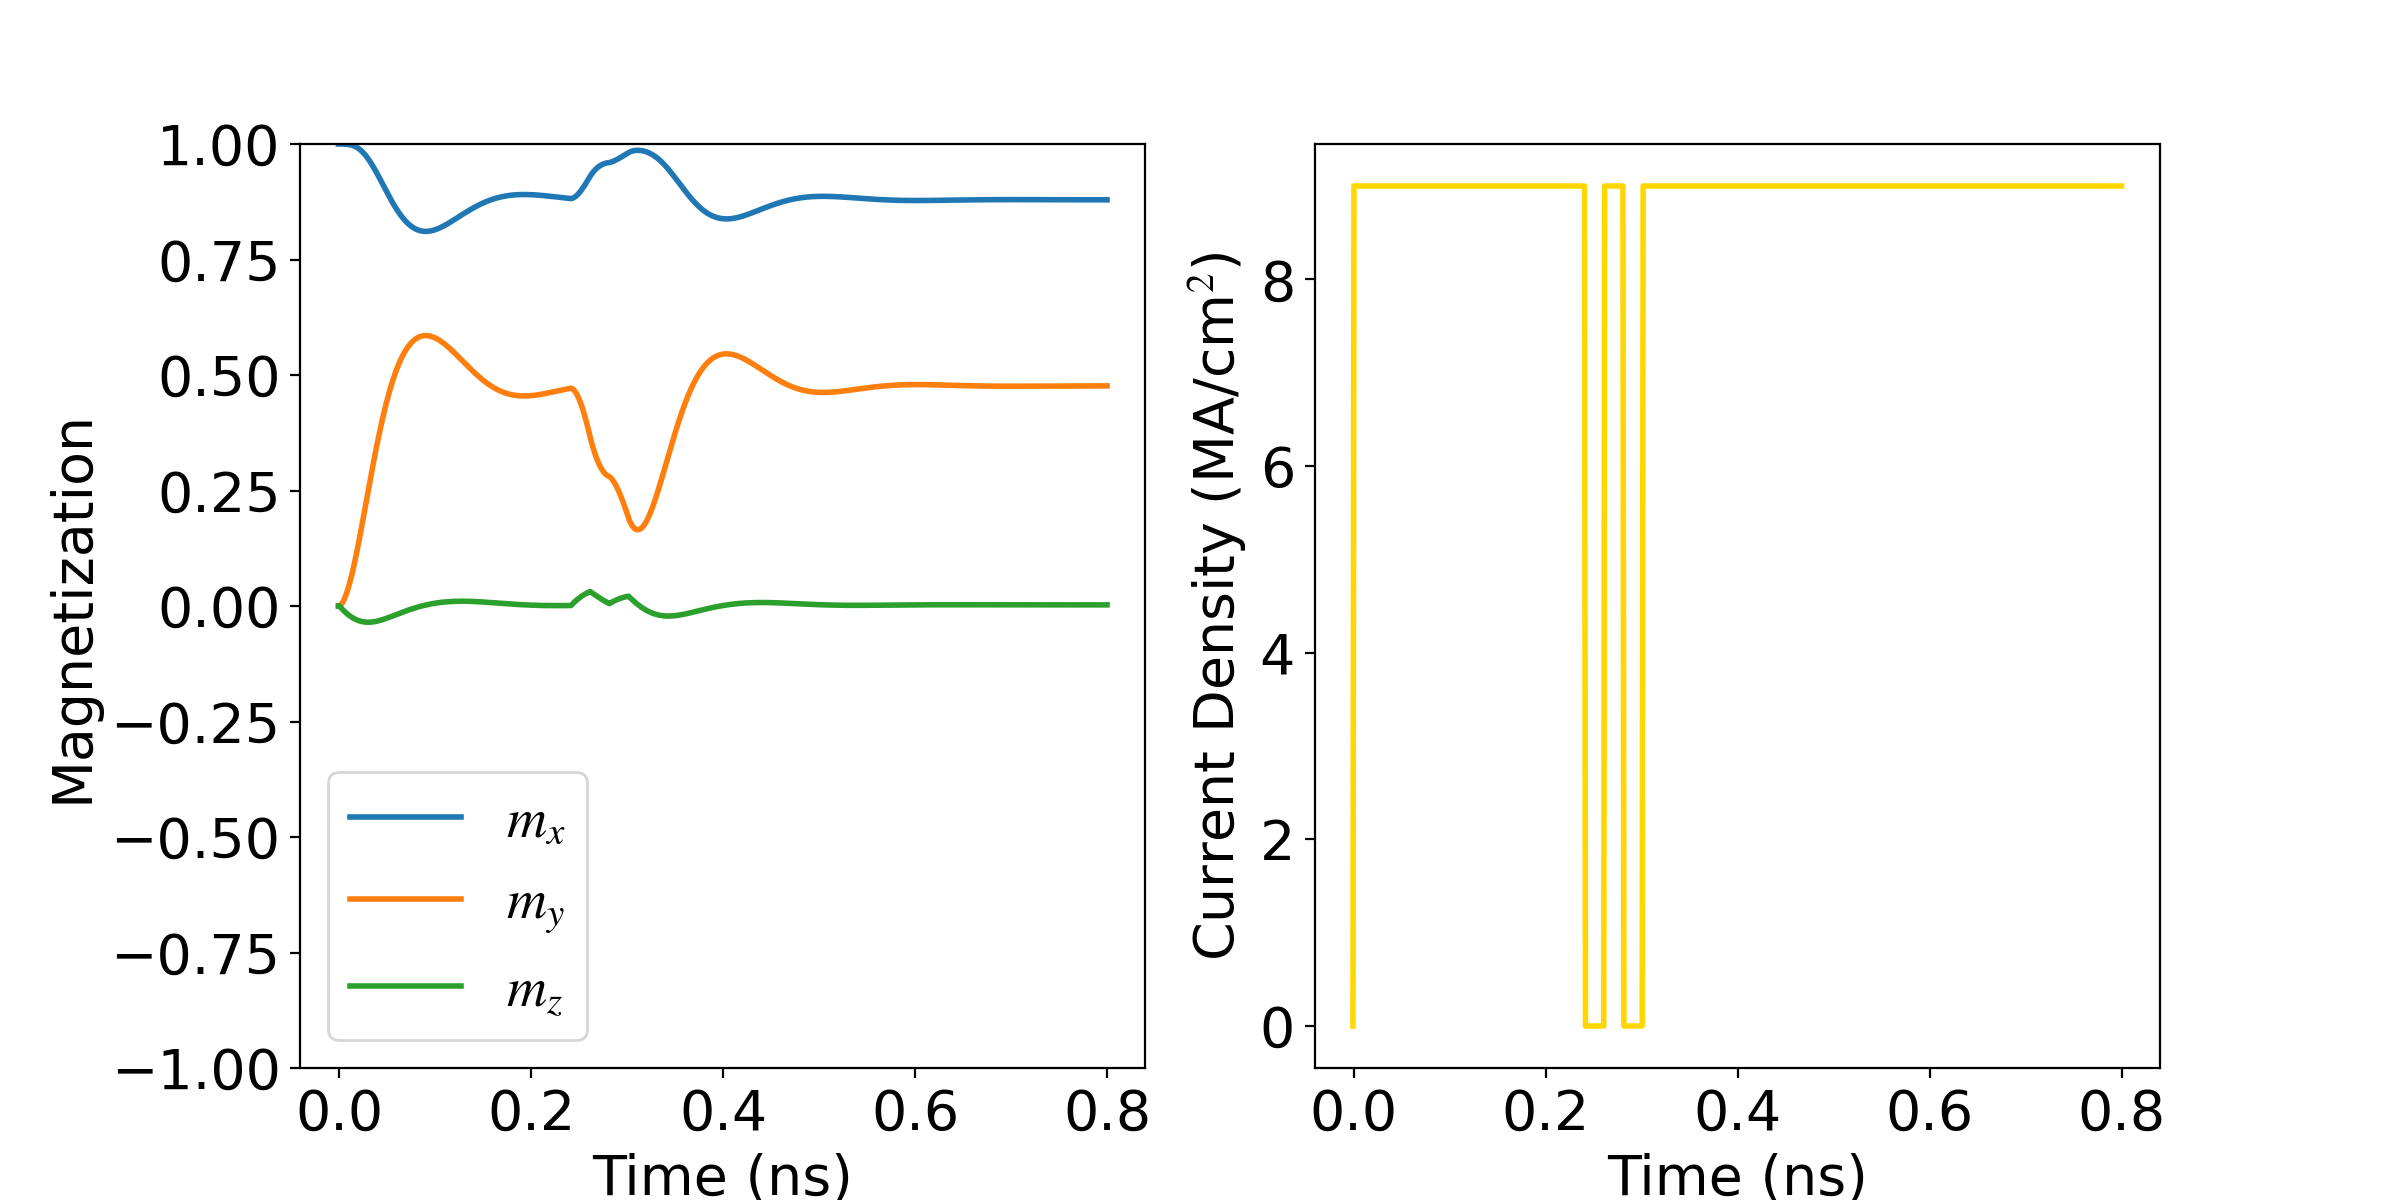 Magnetization
1.00
0.75
0.50
0.25
0.00
−0.25
−0.50
−0.75
−1.00
0.0 0.2 0.4 0.6 0.8
Time (ns)
m_x
m_y
m_z
Current Density (MA/cm²)
8
6
4
2
0
0.0 0.2 0.4 0.6 0.8
Time (ns)